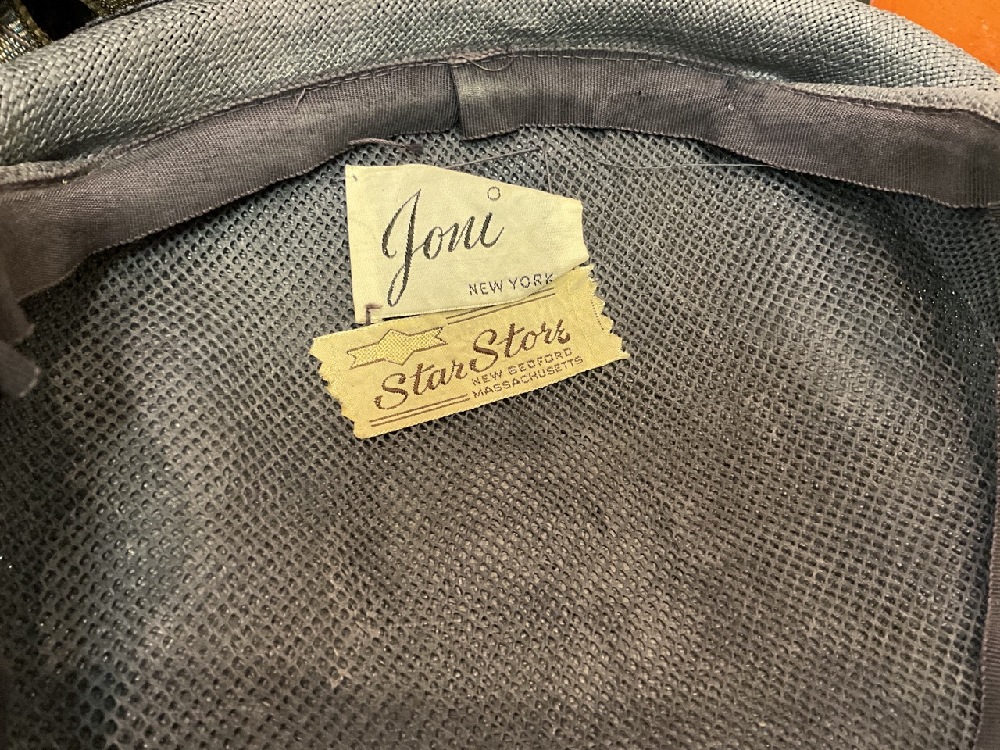 Joni
NEW YORK
Star Store
NEW BEDFORD
MASSACHUSETTS